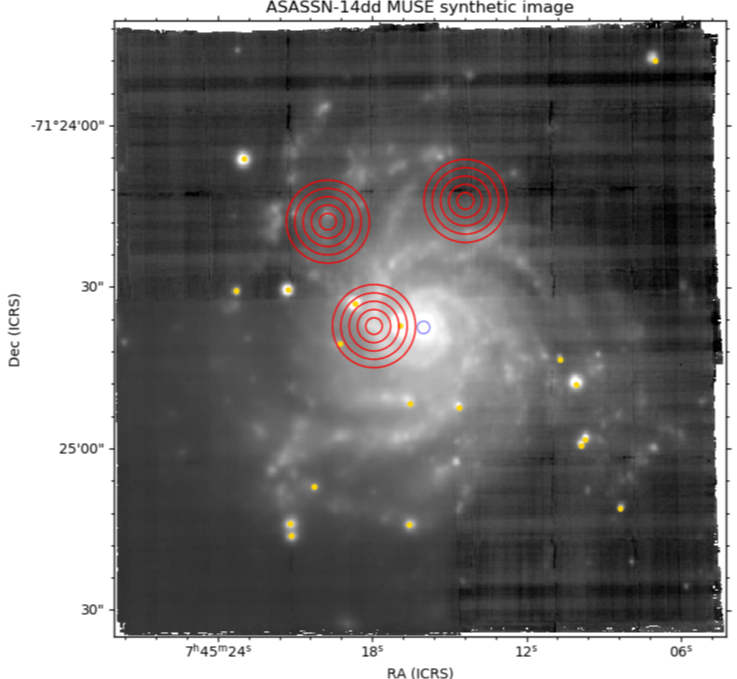 ASASSN-14dd MUSE synthetic image
-71°24'00"
30"
25'00"
30"
Dec (ICRS)
7ʰ45ᵐ24ˢ
18ˢ
12ˢ
06ˢ
RA (ICRS)